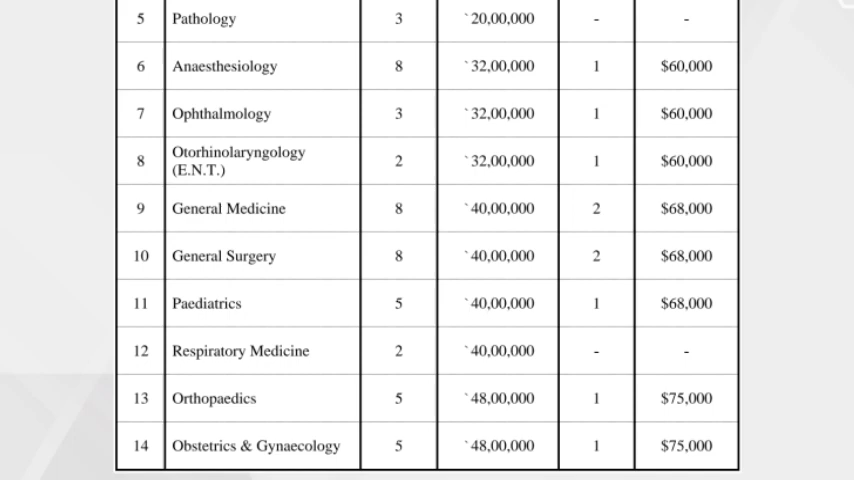 5 Pathology 3 `20,00,000 - -
6 Anaesthesiology 8 `32,00,000 1 $60,000
7 Ophthalmology 3 `32,00,000 1 $60,000
8 Otorhinolaryngology (E.N.T.) 2 `32,00,000 1 $60,000
9 General Medicine 8 `40,00,000 2 $68,000
10 General Surgery 8 `40,00,000 2 $68,000
11 Paediatrics 5 `40,00,000 1 $68,000
12 Respiratory Medicine 2 `40,00,000 - -
13 Orthopaedics 5 `48,00,000 1 $75,000
14 Obstetrics & Gynaecology 5 `48,00,000 1 $75,000